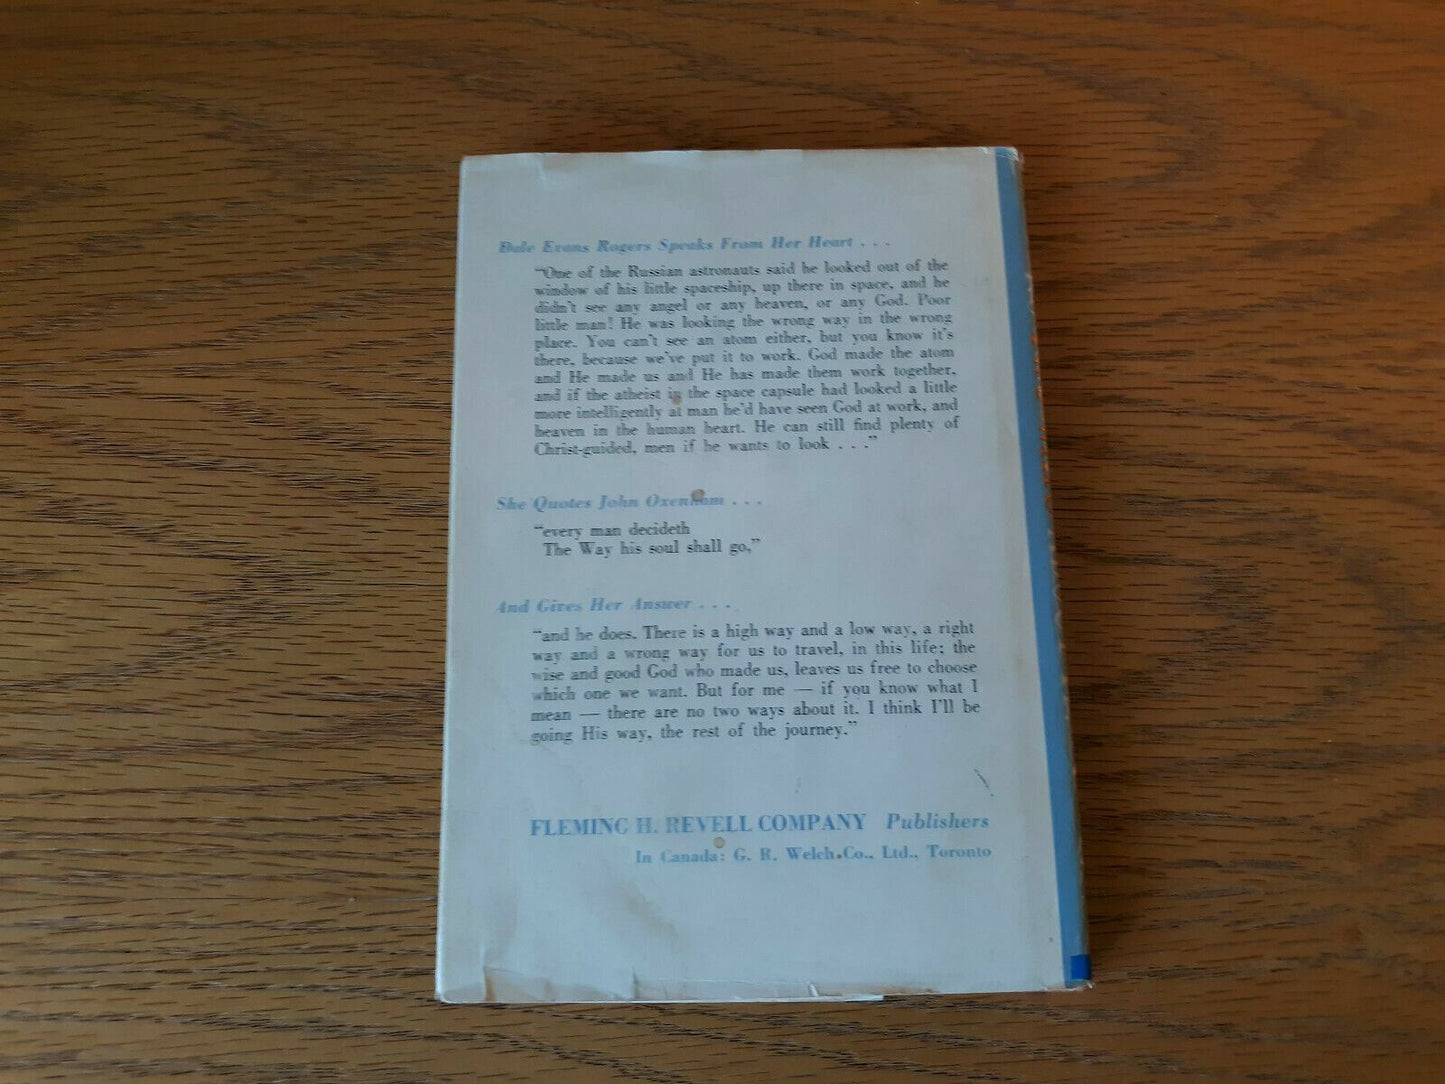 Dale Evans Rogers Speaks From Her Heart . . .
"One of the Russian astronauts said he looked out of the
window of his little spaceship, up there in space, and he
didn't see any angel or any heaven, or any God. Poor
little man! He was looking the wrong way in the wrong
place. You can't see an atom either, but you know it's
there, because we've put it to work. God made the atom
and He made us and He has made them work together,
and if the atheist in the space capsule had looked a little
more intelligently at man he'd have seen God at work, and
heaven in the human heart. He can still find plenty of
Christ-guided, men if he wants to look . . ."
She Quotes John Oxenham . . .
"every man decideth
The Way his soul shall go,"
And Gives Her Answer . . .
"and he does. There is a high way and a low way, a right
way and a wrong way for us to travel, in this life; the
wise and good God who made us, leaves us free to choose
which one we want. But for me — if you know what I
mean — there are no two ways about it. I think I'll be
going His way, the rest of the journey."
FLEMING H. REVELL COMPANY Publishers
In Canada: G. R. Welch Co., Ltd., Toronto